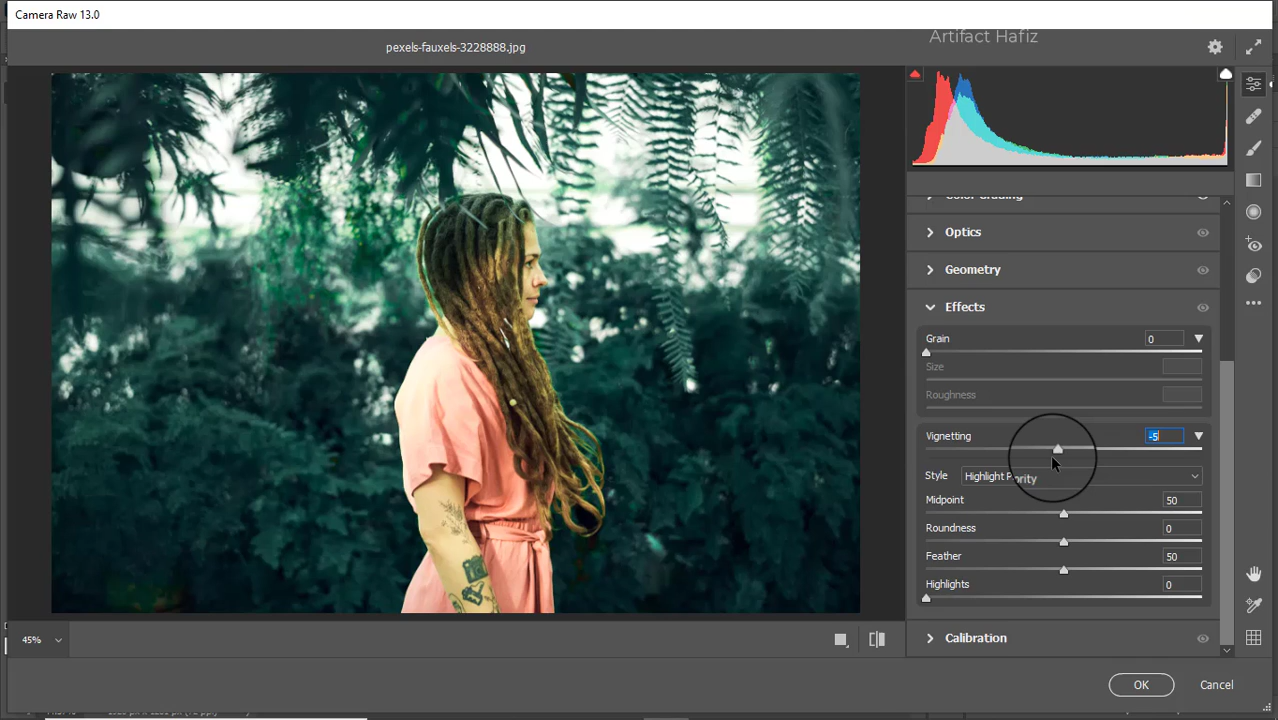 Camera Raw 13.0
Artifact Hafiz
pexels-fauxels-3228888.jpg
Optics
Geometry
Effects
Grain 0
Size
Roughness
Vignetting -5
Style Highlight Priority
Midpoint 50
Roundness 0
Feather 50
Highlights 0
Calibration
45%
OK Cancel